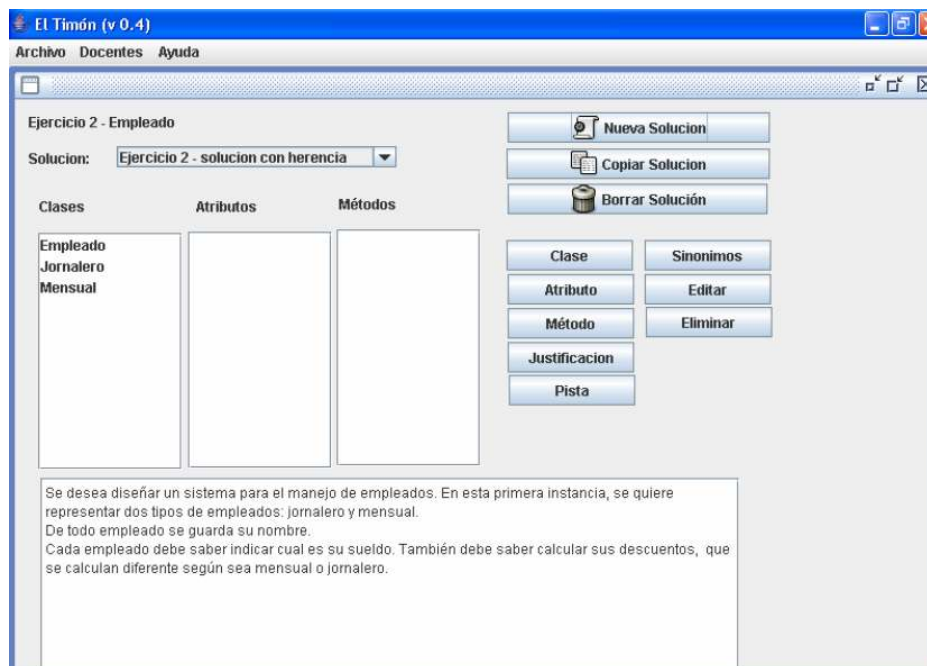 El Timón (v 0.4)
Archivo Docentes Ayuda
Ejercicio 2 - Empleado
Solucion: Ejercicio 2 - solucion con herencia
Nueva Solucion
Copiar Solucion
Borrar Solución
Clases Atributos Métodos
Empleado
Jornalero
Mensual
Clase Sinonimos
Atributo Editar
Método Eliminar
Justificacion
Pista
Se desea diseñar un sistema para el manejo de empleados. En esta primera instancia, se quiere
representar dos tipos de empleados: jornalero y mensual.
De todo empleado se guarda su nombre.
Cada empleado debe saber indicar cual es su sueldo. También debe saber calcular sus descuentos, que
se calculan diferente según sea mensual o jornalero.